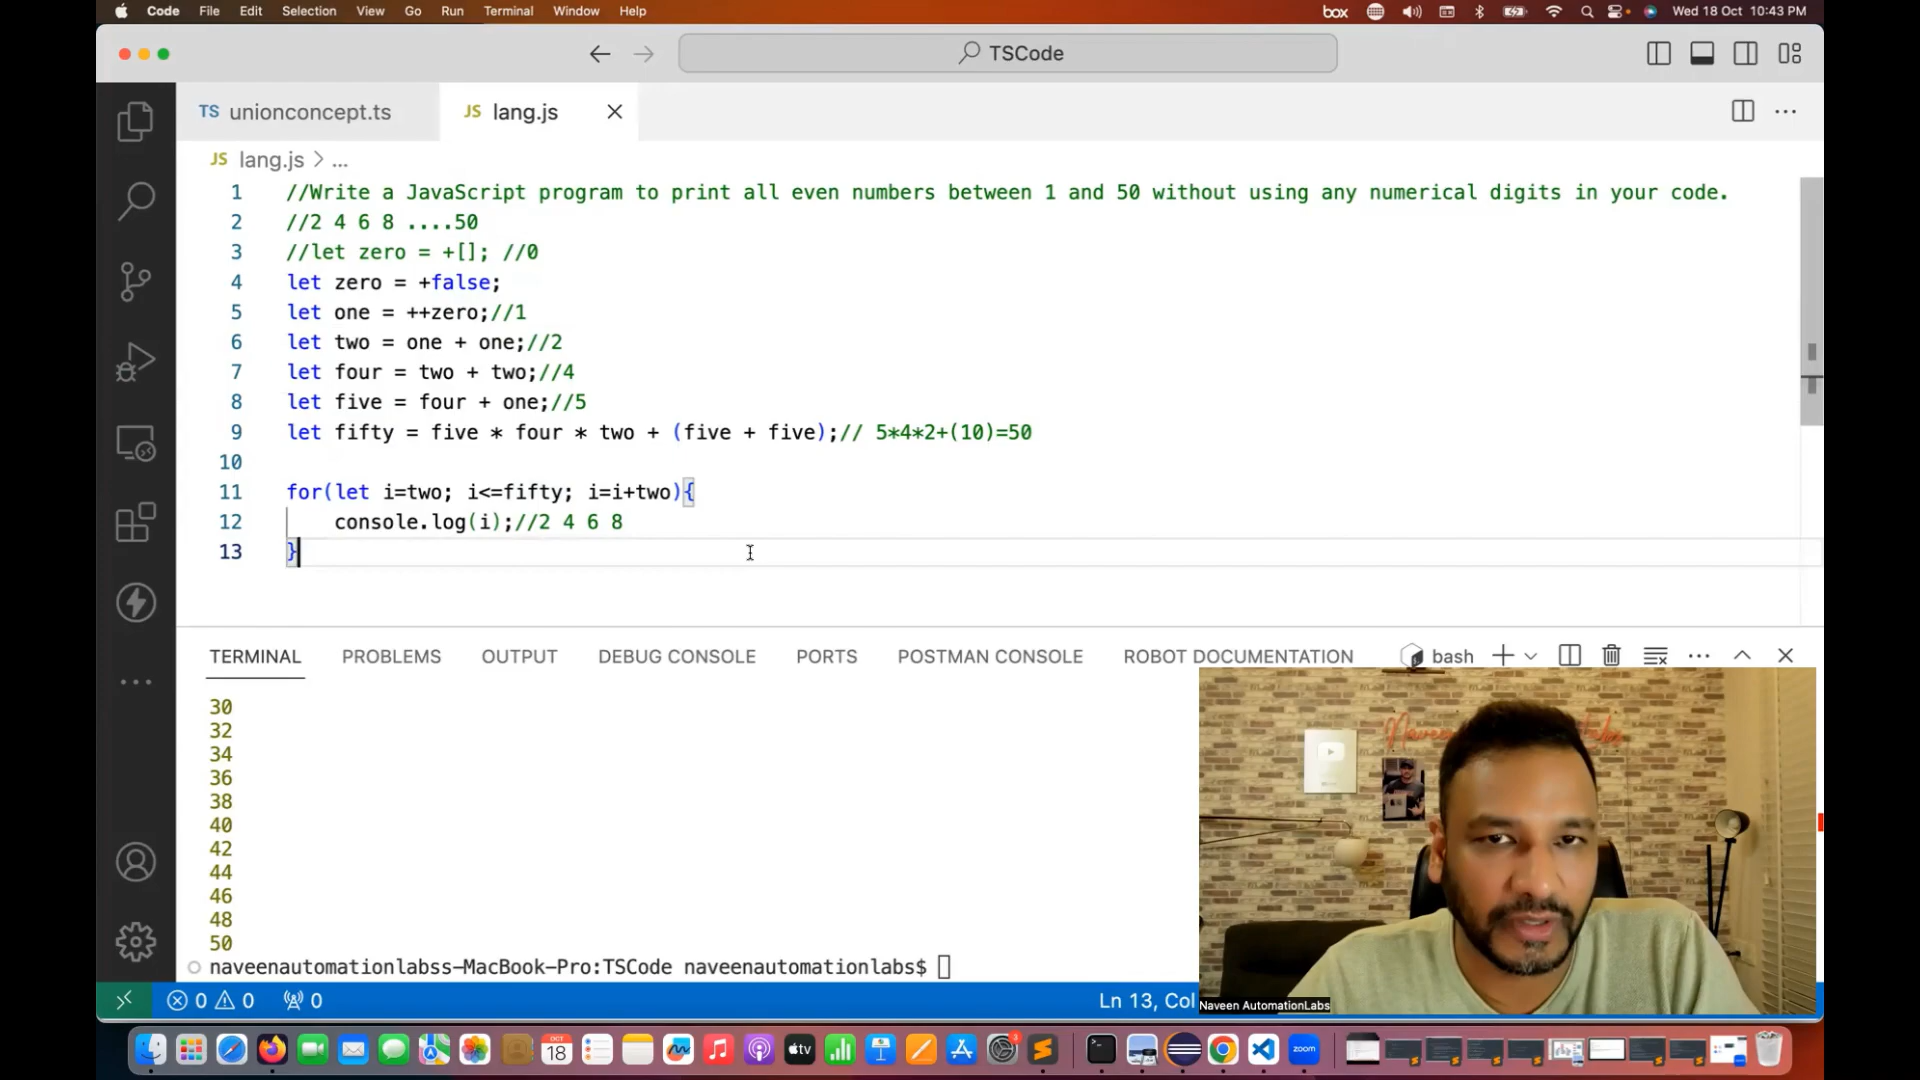 Code File Edit Selection View Go Run Terminal Window Help box Wed 18 Oct 10:43 PM
TSCode
TS unionconcept.ts JS lang.js
JS lang.js > ...
1 //Write a JavaScript program to print all even numbers between 1 and 50 without using any numerical digits in your code.
2 //2 4 6 8 ....50
3 //let zero = +[]; //0
4 let zero = +false;
5 let one = ++zero;//1
6 let two = one + one;//2
7 let four = two + two;//4
8 let five = four + one;//5
9 let fifty = five * four * two + (five + five);// 5*4*2+(10)=50
10
11 for(let i=two; i<=fifty; i=i+two){
12 console.log(i);//2 4 6 8
13 }
TERMINAL PROBLEMS OUTPUT DEBUG CONSOLE PORTS POSTMAN CONSOLE ROBOT DOCUMENTATION bash
30
32
34
36
38
40
42
44
46
48
50
naveenautomationlabss-MacBook-Pro:TSCode naveenautomationlabs$
0 0 0 Ln 13, Col
Naveen AutomationLabs
OCT
18
tv
3
zoom